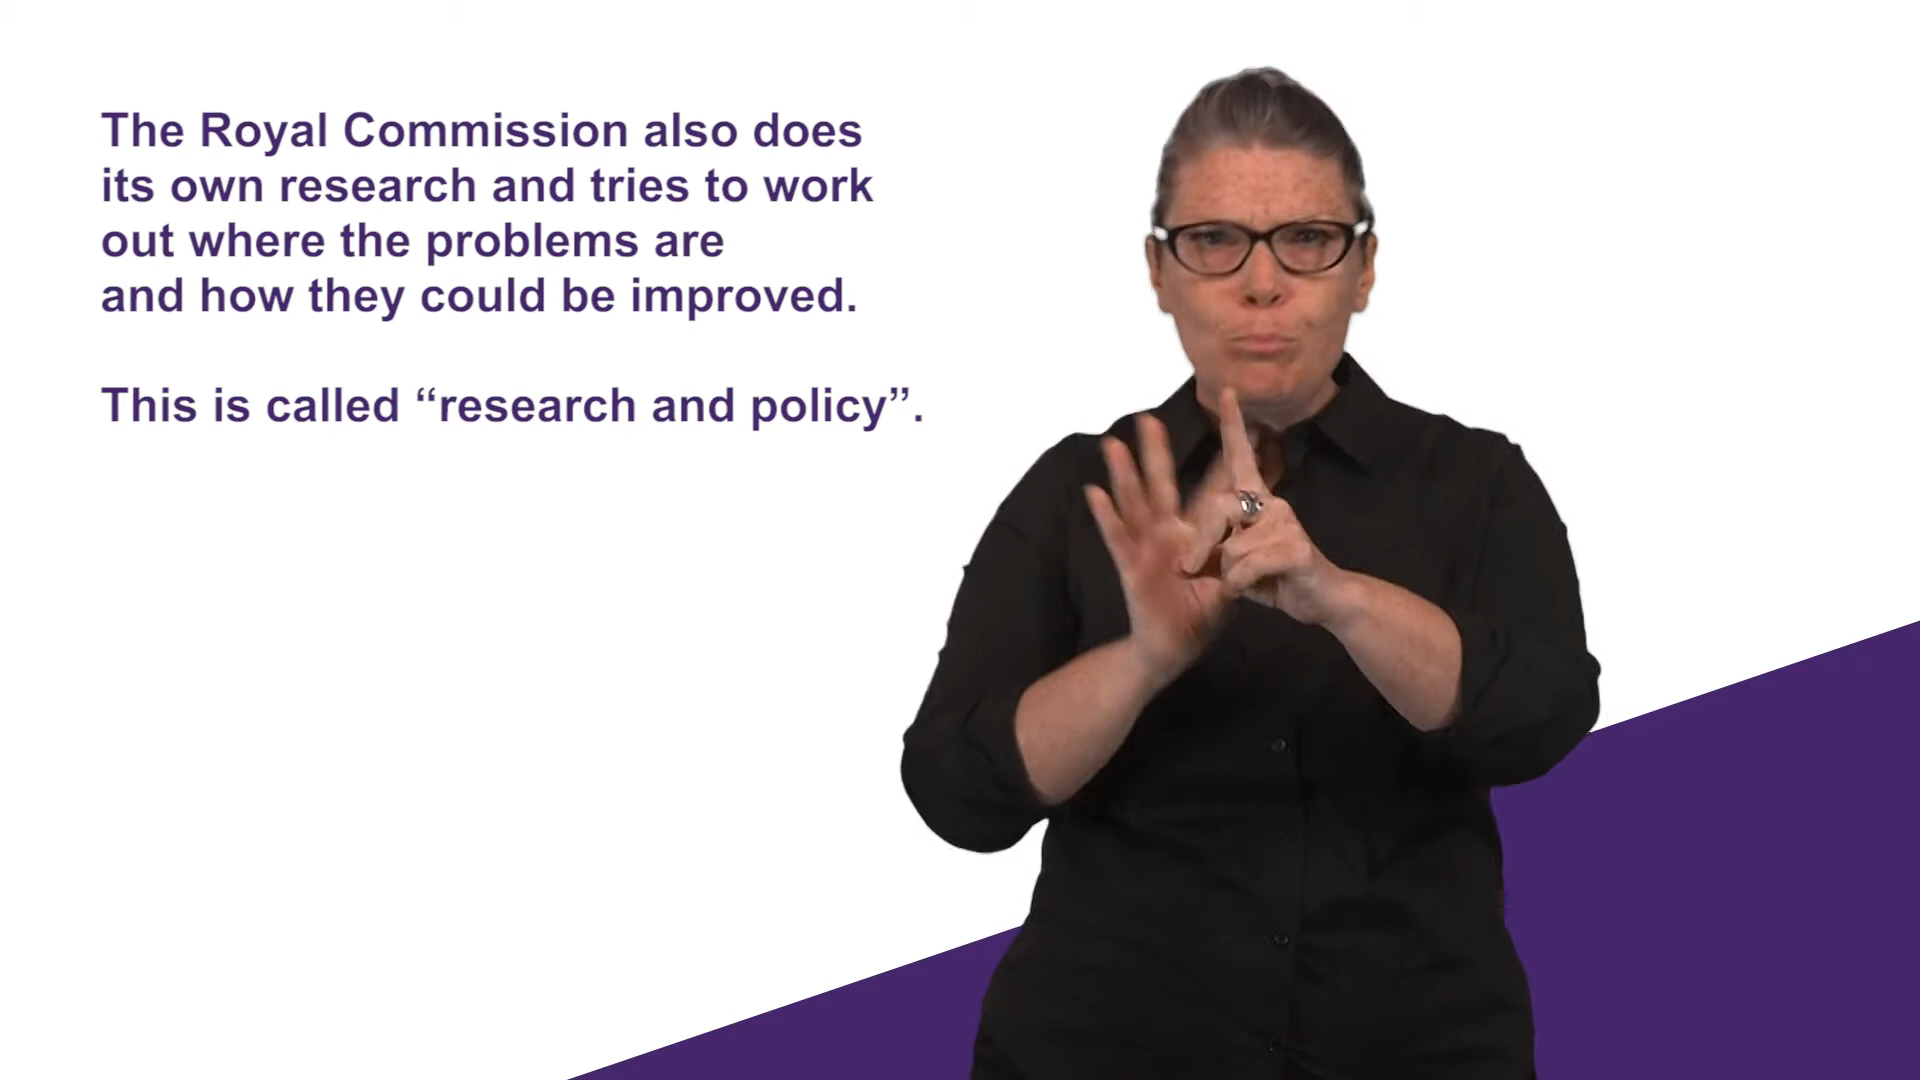 The Royal Commission also does
its own research and tries to work
out where the problems are
and how they could be improved.
This is called “research and policy”.